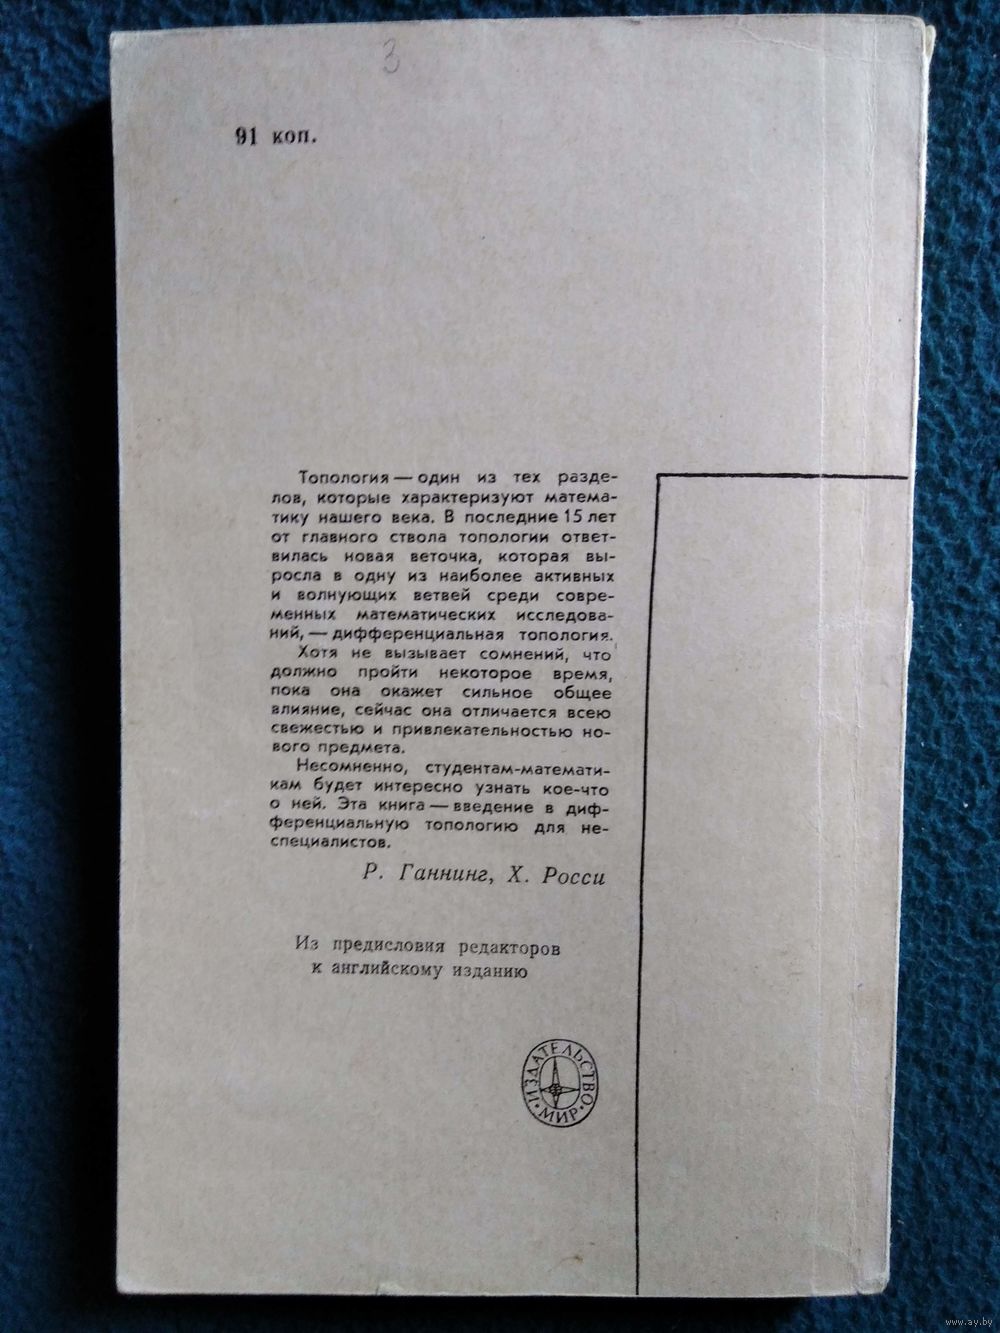 3
91 коп.
Топология — один из тех разде-
лов, которые характеризуют матема-
тику нашего века. В последние 15 лет
от главного ствола топологии ответ-
вилась новая веточка, которая вы-
росла в одну из наиболее активных
и волнующих ветвей среди совре-
менных математических исследова-
ний, — дифференциальная топология.
Хотя не вызывает сомнений, что
должно пройти некоторое время,
пока она окажет сильное общее
влияние, сейчас она отличается всею
свежестью и привлекательностью но-
вого предмета.
Несомненно, студентам-математи-
кам будет интересно узнать кое-что
о ней. Эта книга — введение в диф-
ференциальную топологию для не-
специалистов.
Р. Ганнинг, Х. Росси
Из предисловия редакторов
к английскому изданию
ИЗДАТЕЛЬСТВО
МИР
www.ay.by